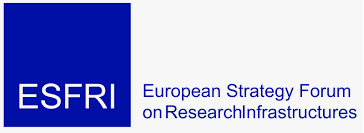 ESFRI
European Strategy Forum
on ResearchInfrastructures